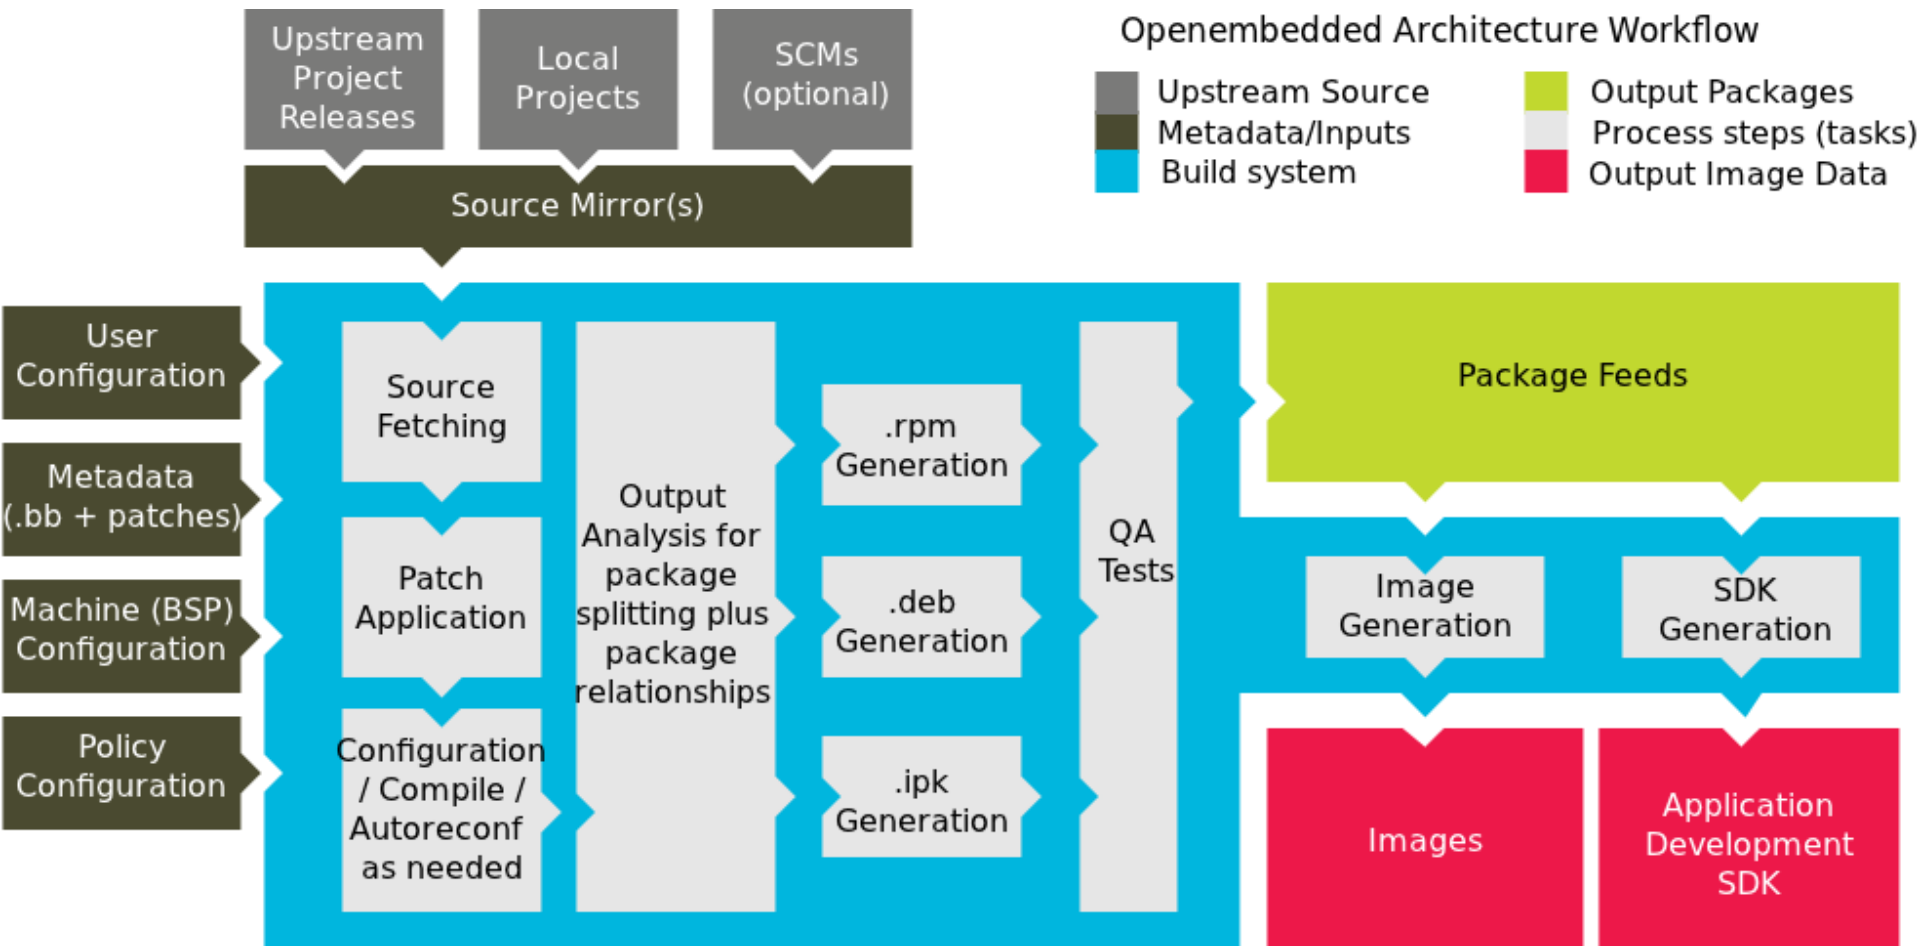 Upstream
Project
Releases
Local
Projects
SCMs
(optional)
Openembedded Architecture Workflow
Upstream Source
Metadata/Inputs
Build system
Output Packages
Process steps (tasks)
Output Image Data
Source Mirror(s)
User
Configuration
Metadata
(.bb + patches)
Machine (BSP)
Configuration
Policy
Configuration
Source
Fetching
Patch
Application
Configuration
/ Compile /
Autoreconf
as needed
Output
Analysis for
package
splitting plus
package
relationships
.rpm
Generation
.deb
Generation
.ipk
Generation
QA
Tests
Package Feeds
Image
Generation
SDK
Generation
Images
Application
Development
SDK